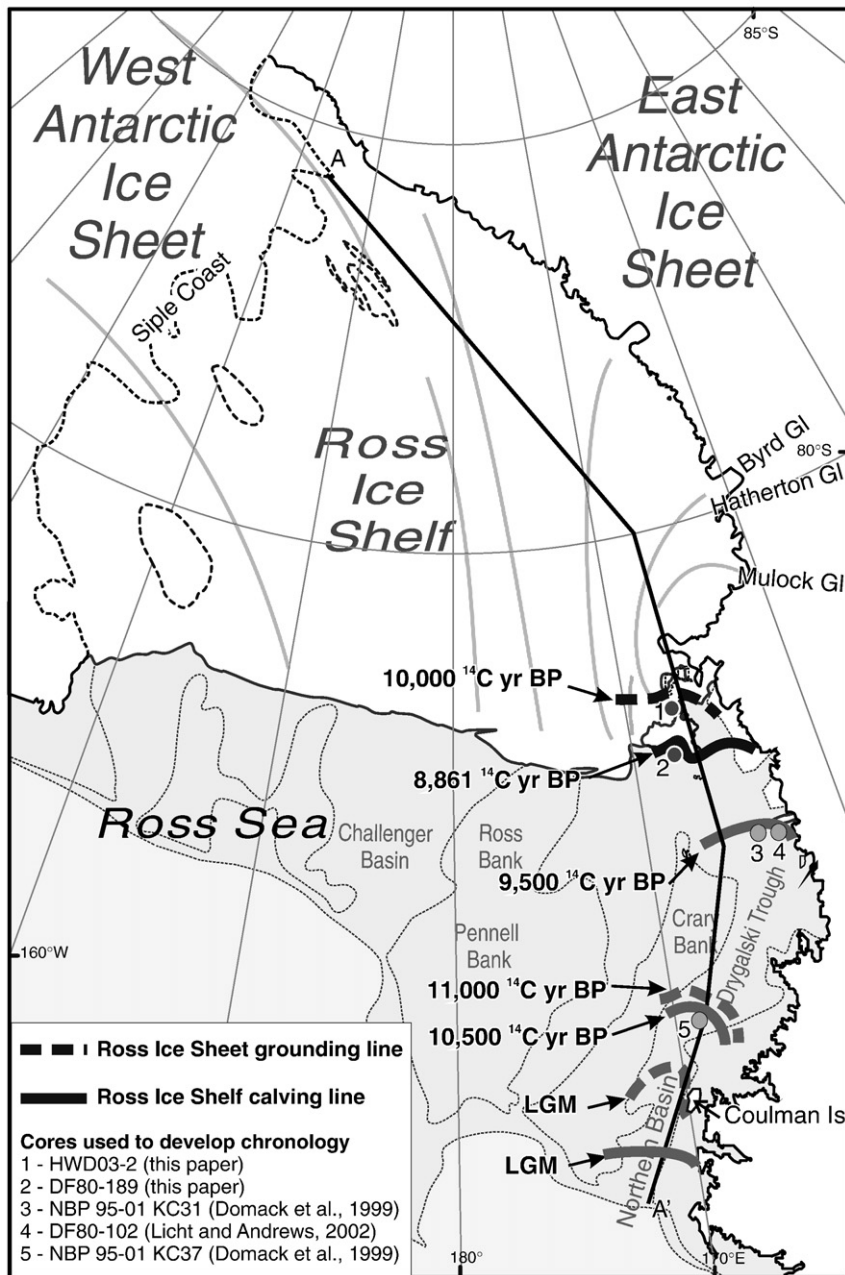 85°S
West
Antarctic
Ice
Sheet
East
Antarctic
Ice
Sheet
A
Siple Coast
Ross
Ice
Shelf
Byrd Gl
80°S
Hatherton Gl
Mulock Gl
10,000 ¹⁴C yr BP
1
8,861 ¹⁴C yr BP
2
Ross Sea
Challenger
Basin
Ross
Bank
3 4
9,500 ¹⁴C yr BP
Drygalski Trough
Crary
Bank
Pennell
Bank
160°W
11,000 ¹⁴C yr BP
10,500 ¹⁴C yr BP
5
LGM
Coulman Is
Northern Basin
LGM
A'
Ross Ice Sheet grounding line
Ross Ice Shelf calving line
Cores used to develop chronology
1 - HWD03-2 (this paper)
2 - DF80-189 (this paper)
3 - NBP 95-01 KC31 (Domack et al., 1999)
4 - DF80-102 (Licht and Andrews, 2002)
5 - NBP 95-01 KC37 (Domack et al., 1999)
180°
170°E